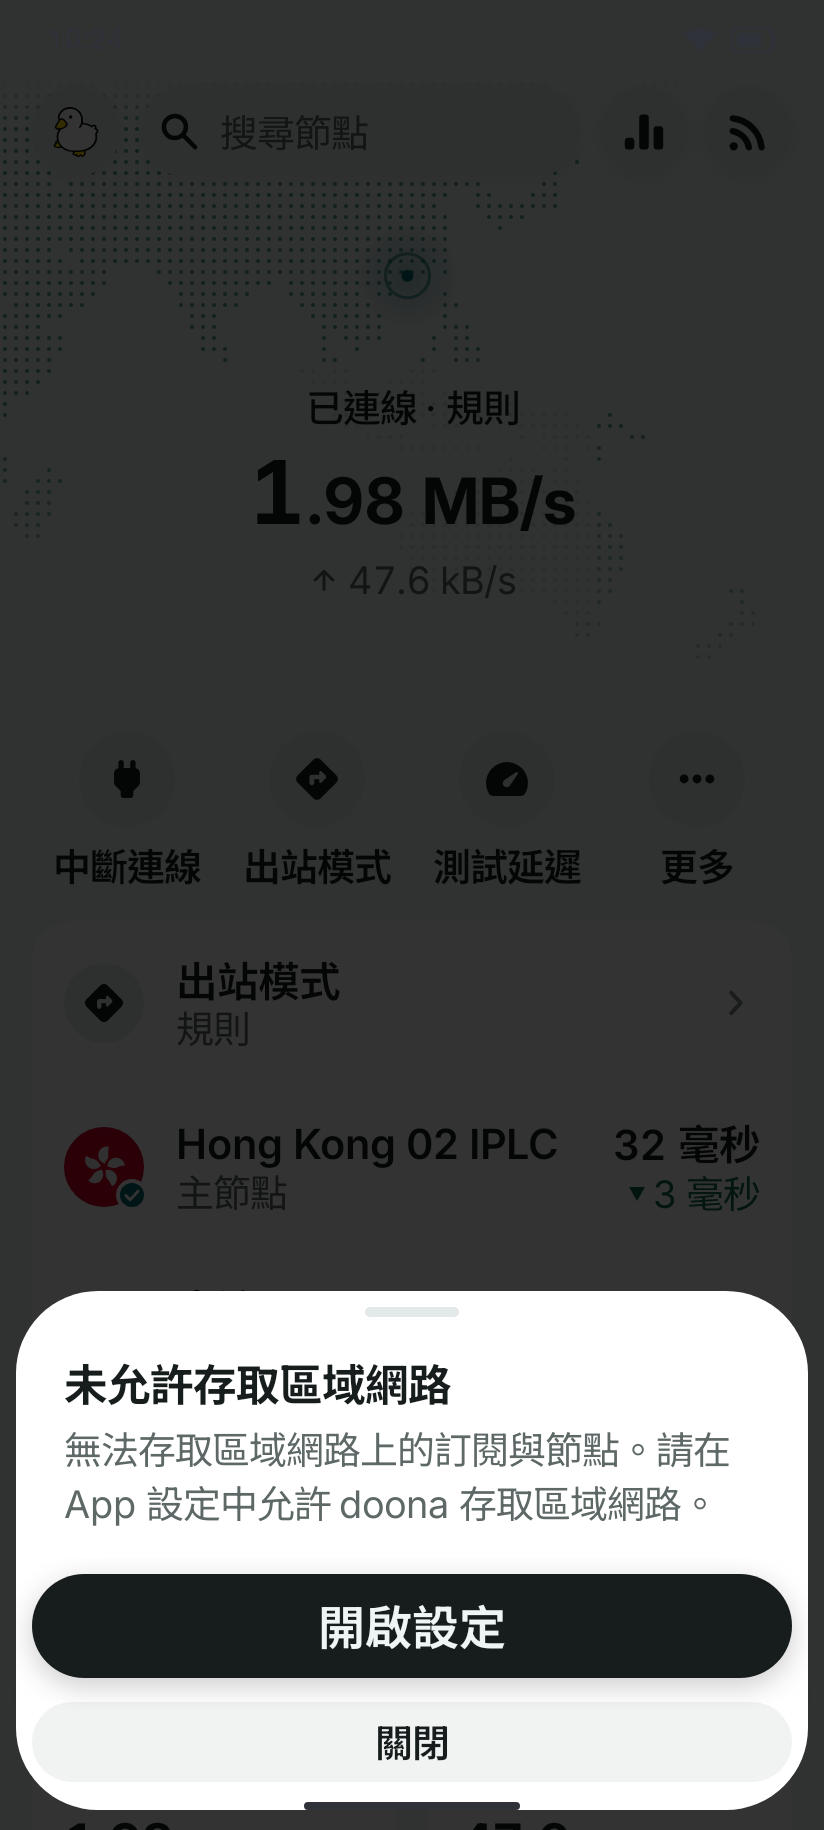 搜尋節點
已連線 · 規則
1.98 MB/s
↑ 47.6 kB/s
中斷連線 出站模式 測試延遲 更多
出站模式
規則
Hong Kong 02 IPLC 32 毫秒
主節點 ▼3 毫秒
未允許存取區域網路
無法存取區域網路上的訂閱與節點。請在
App 設定中允許 doona 存取區域網路。
開啟設定
關閉